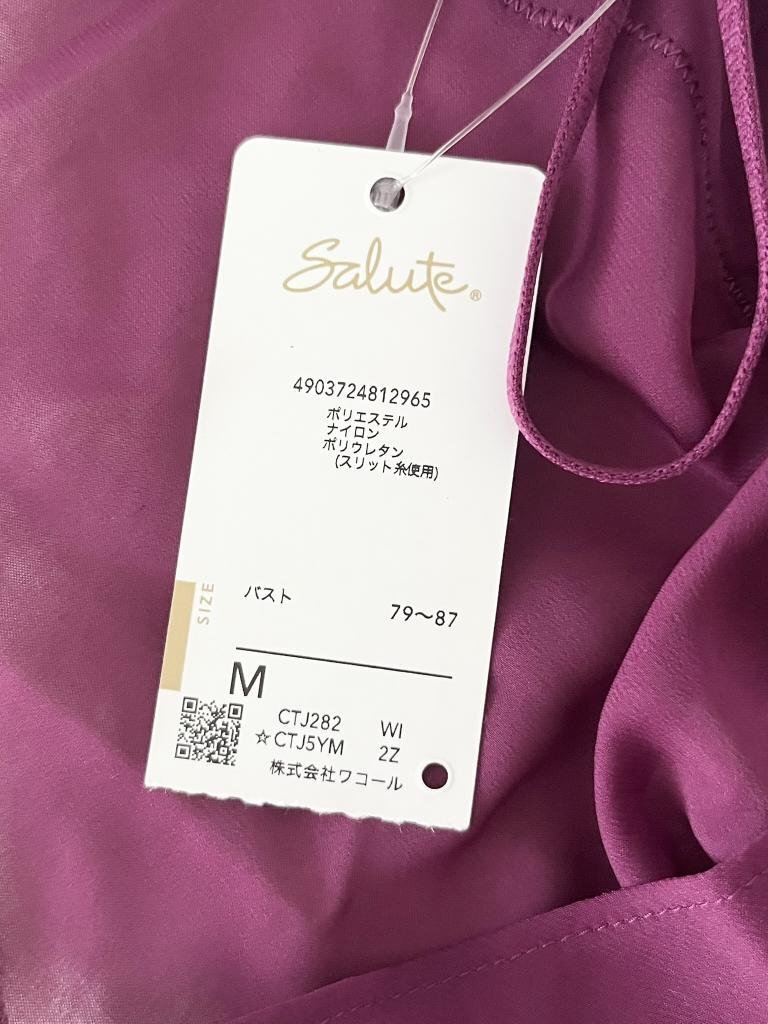 Salute®
4903724812965
ポリエステル
ナイロン
ポリウレタン
(スリット糸使用)
SIZE
バスト 79〜87
M
CTJ282 WI
☆CTJ5YM 2Z
株式会社ワコール